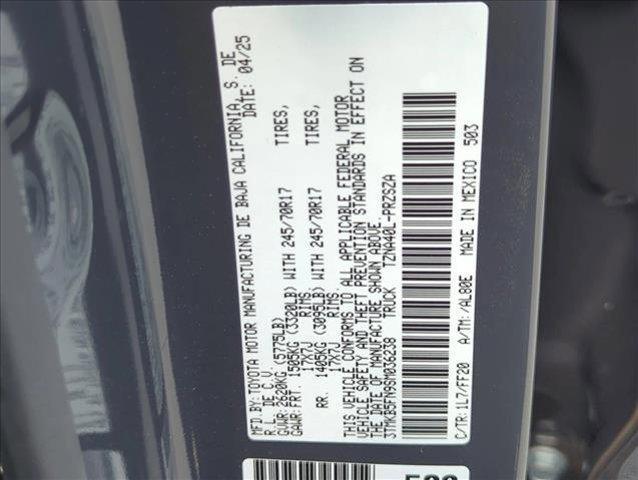 MFD.BY: TOYOTA MOTOR MANUFACTURING DE BAJA CALIFORNIA, S. DE
R. L. DE C.V. DATE: 04/25
GVWR: 2620KG (5775LB)
GAWR: FRT. 1505KG (3320LB) WITH 245/70R17 TIRES,
17X7J RIMS
RR. 1405KG (3095LB) WITH 245/70R17 TIRES,
17X7J RIMS
THIS VEHICLE CONFORMS TO ALL APPLICABLE FEDERAL MOTOR
VEHICLE SAFETY AND THEFT PREVENTION STANDARDS IN EFFECT ON
THE DATE OF MANUFACTURE SHOWN ABOVE.
3TMKB5FN9SM036238 TRUCK TZNA40L-PRZSZA
C/TR: 1L7/FF20 A/TM: /AL80E MADE IN MEXICO 503